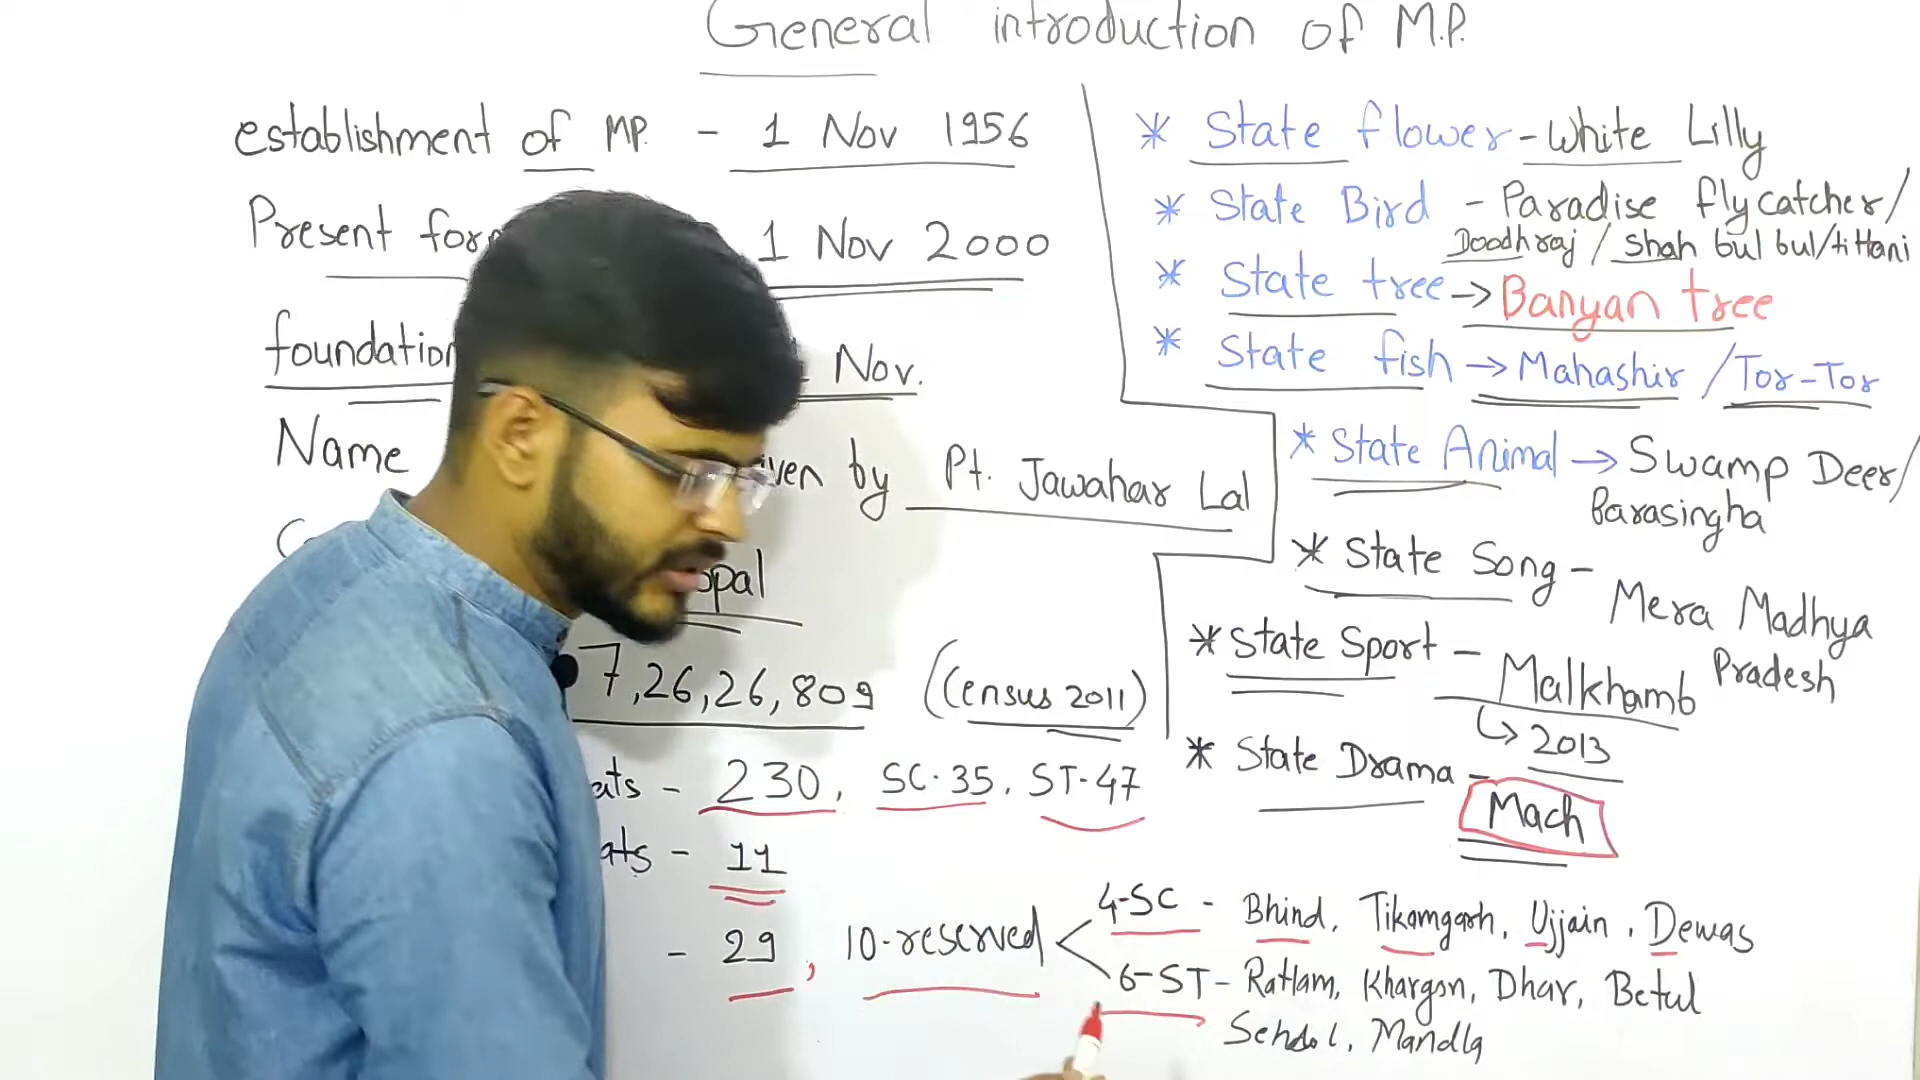 General introduction of M.P.
establishment of MP. - 1 Nov 1956
Present for 1 Nov 2000
foundation Nov.
Name ven by Pt. Jawahar Lal
opal
7,26,26,809 (Census 2011)
ats - 230, SC-35, ST-47
ats - 11
- 29, 10-reserved
4-SC - Bhind, Tikamgarh, Ujjain, Dewas
6-ST - Ratlam, Khargon, Dhar, Betul
Mandla
* State flower - White Lilly
* State Bird - Paradise flycatcher/
Doodhraj / Shah bul bul/tittani
* State tree -> Banyan tree
* State fish -> Mahashir / Tor-Tor
* State Animal -> Swamp Deer/
Barasingha
* State Song - Mera Madhya
Pradesh
* State Sport - Malkhamb
↳ 2013
* State Drama -
Mach